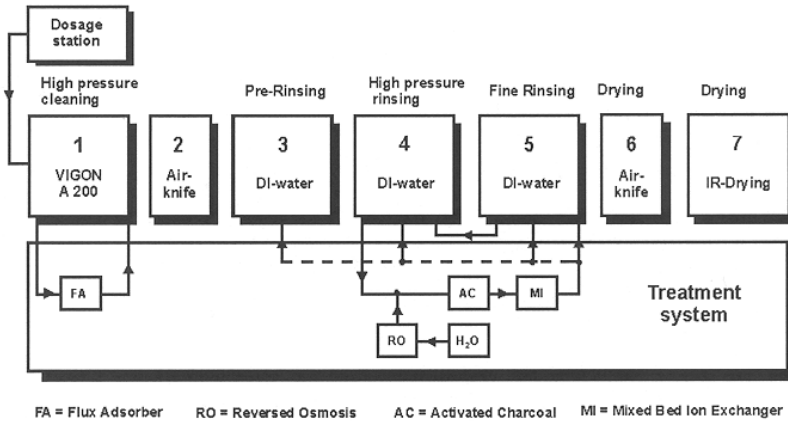 Dosage
station
High pressure
cleaning
Pre-Rinsing
High pressure
rinsing
Fine Rinsing
Drying
Drying
1
VIGON
A 200
2
Air-
knife
3
DI-water
4
DI-water
5
DI-water
6
Air-
knife
7
IR-Drying
FA
AC
MI
RO
H₂O
Treatment
system
FA = Flux Adsorber
RO = Reversed Osmosis
AC = Activated Charcoal
MI = Mixed Bed Ion Exchanger